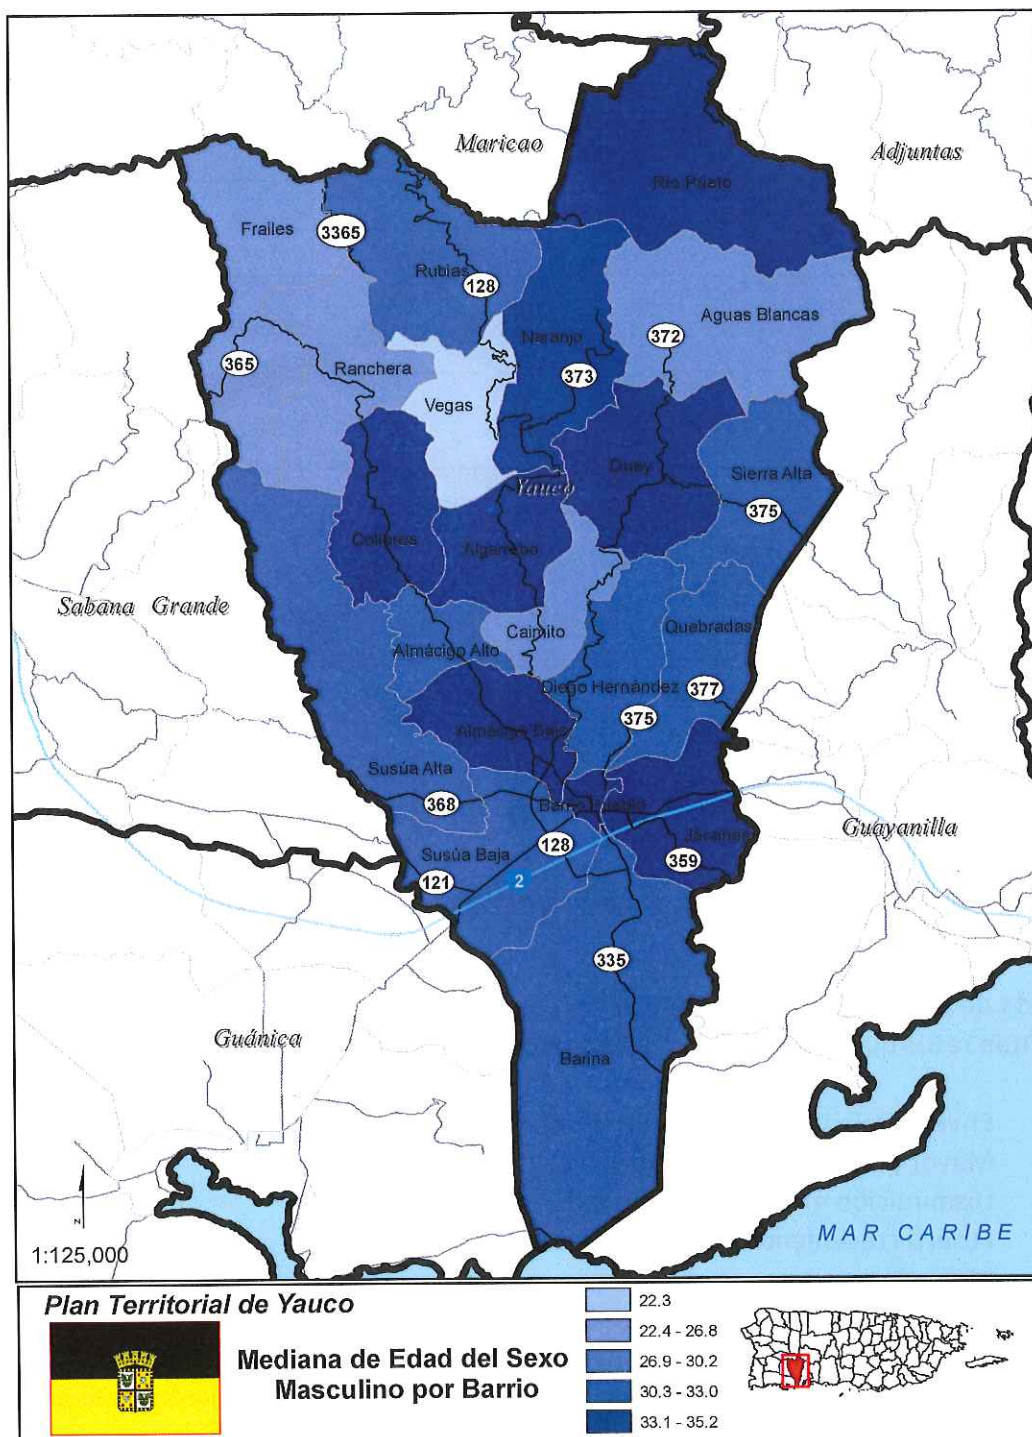 Maricao
Adjuntas
Río Prieto
Frailes
3365
Rubias
128
Aguas Blancas
Naranjo
372
365
Ranchera
373
Vegas
Duey
Sierra Alta
Yauco
375
Collores
Algarrobo
Sabana Grande
Caimito
Quebradas
Almácigo Alto
Diego Hernández
377
375
Almácigo Bajo
Susúa Alta
368
Barrio Pueblo
Jácanas
Guayanilla
128
Susúa Baja
359
121
2
335
Guánica
Barina
N
MAR CARIBE
1:125,000
Plan Territorial de Yauco
Mediana de Edad del Sexo
Masculino por Barrio
22.3
22.4 - 26.8
26.9 - 30.2
30.3 - 33.0
33.1 - 35.2